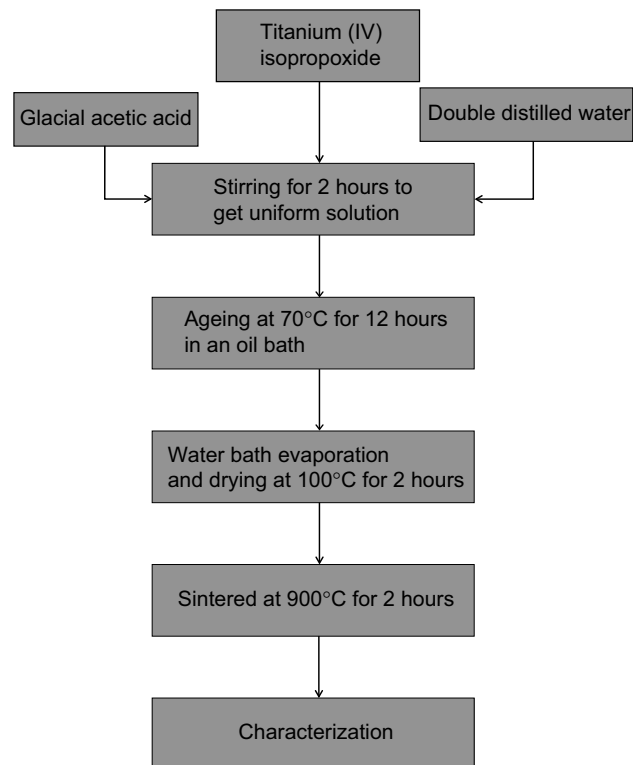 Titanium (IV)
isopropoxide
Glacial acetic acid
Double distilled water
Stirring for 2 hours to
get uniform solution
Ageing at 70°C for 12 hours
in an oil bath
Water bath evaporation
and drying at 100°C for 2 hours
Sintered at 900°C for 2 hours
Characterization